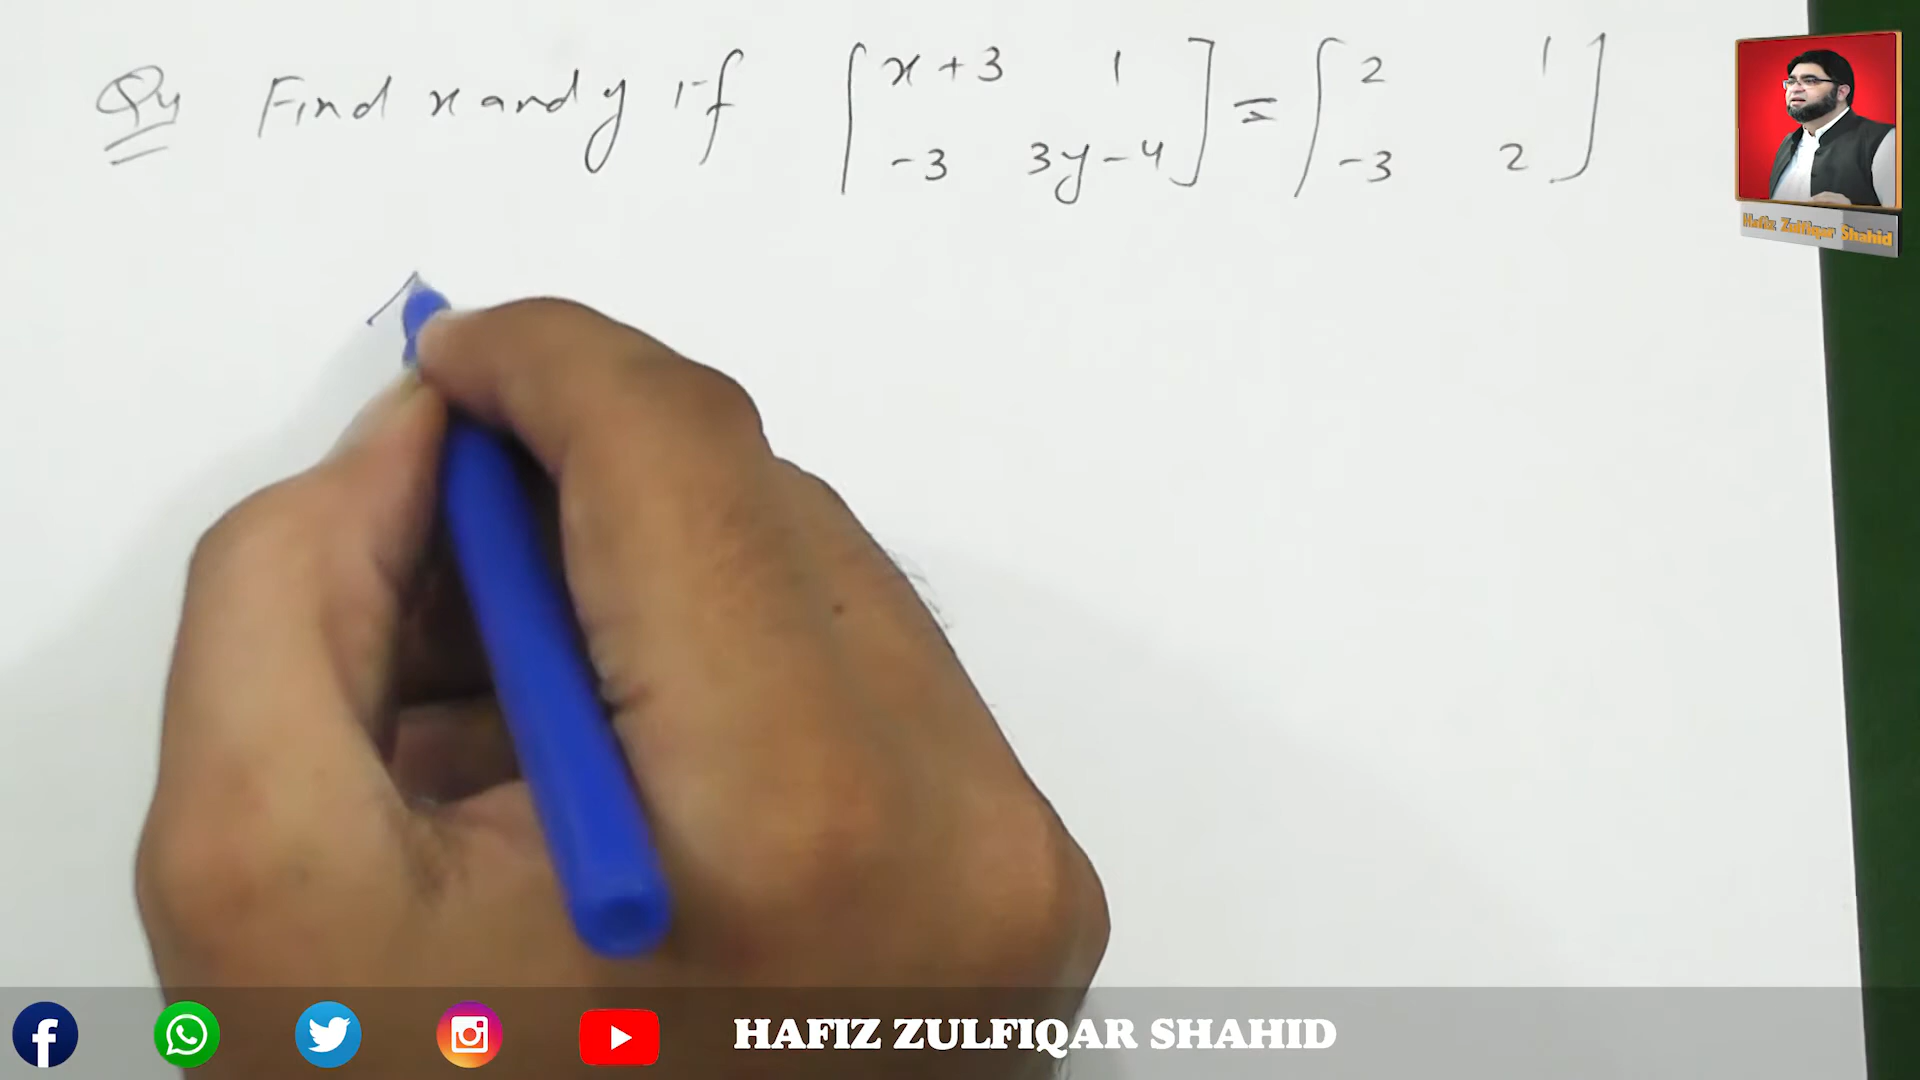 Q4 Find x and y if [x+3 1] = [2 1]
[-3 3y-4] [-3 2]
Hafiz Zulfiqar Shahid
HAFIZ ZULFIQAR SHAHID